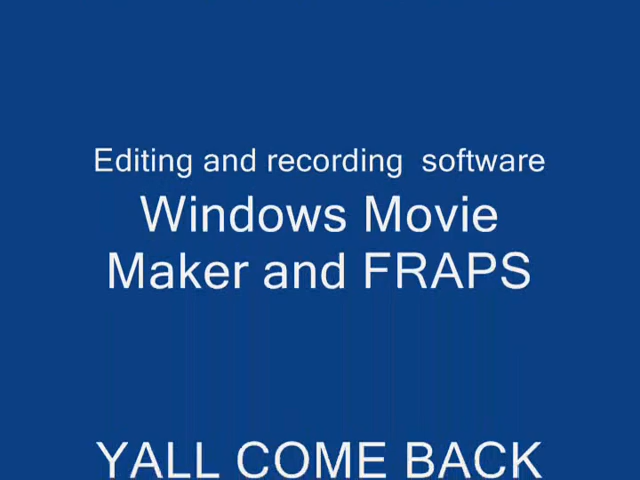 Editing and recording  software
Windows Movie
Maker and FRAPS
YALL COME BACK